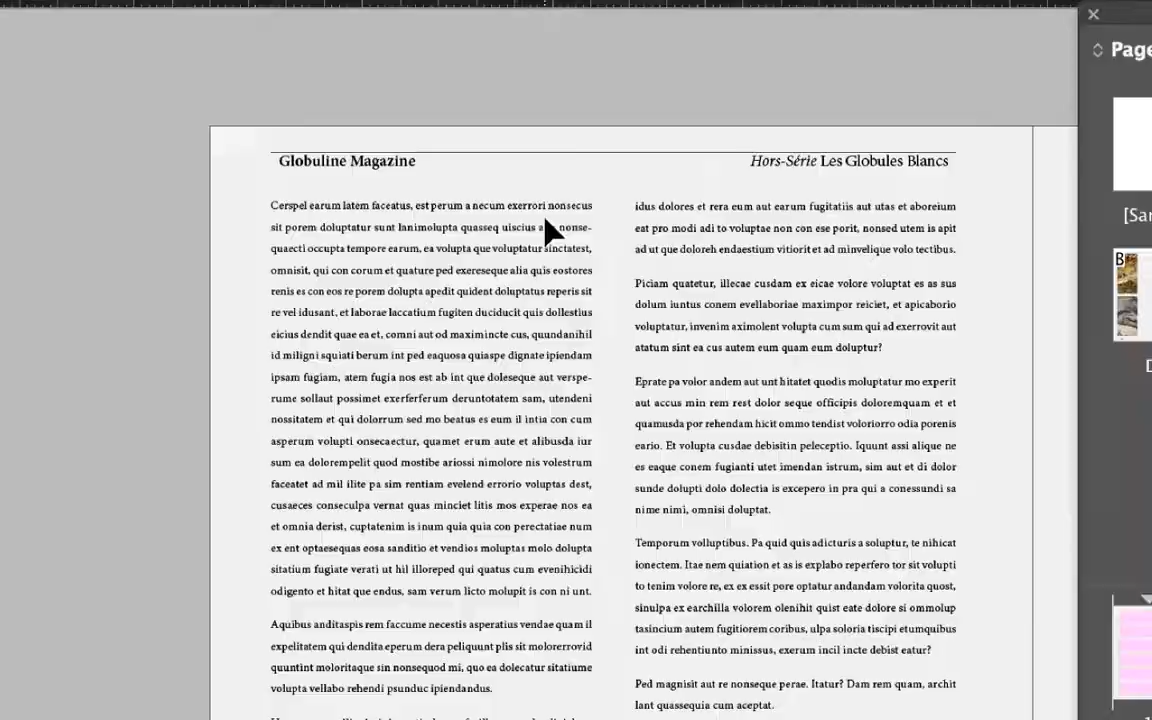 Page
Globuline Magazine
Hors-Série Les Globules Blancs
Cerspel earum latem faceatus, est perum a necum exerrori nonsecus
sit porem doloruptatur sunt lanimolupta quasseq uiscius nonse-
quaecti occupta tempore earum, ea volupta que voluptatur sinctatest,
omnisit, qui con corum et quature ped exereseque alia quis eostores
renis es con eos re porem dolupta apedit quident doluptatus reperis sit
re vel idusant, et laborae laccatium fugiten duciducit quis dollestius
eicius dendit quae ea et, comni aut od maximincte cus, quundanihil
id miligni squiati berum int ped eaquosa quiaspe dignate ipiendam
ipsam fugiam, atem fugia nos est ab int que doleseque aut verspe-
rume sollaut possimet exerferferum deruntotatem sam, utendeni
nossitatem et qui dolorrum sed mo beatus es eum il intia con cum
asperum volupti onsecaectur, quamet erum aute et alibusda iur
sum ea dolorempelit quod mostibe ariossi nimolore nis volestrum
faceatet ad mil ilite pa sim rentiam evelend errorio voluptas dest,
cusaeces conseculpa vernat quas minciet litis mos experae nos ea
et omnia derist, cuptatenim is inum quia quia con perectatiae num
ex ent optaesequas eosa sanditio et vendios moluptas molo dolupta
sitatium fugiate verati ut hil illoreped qui quatus cum evenihicidi
odigento et hitat que endus, sam verum licto molupit is con ni unt.
Aquibus anditaspis rem faccume necestis asperatius vendae quam il
expelitatem qui dendita eperum dera peliquunt plis sit molorerrovid
quuntint moloritaque sin nonsequod mi, quo ea dolecatur sitatiume
volupta vellabo rehendi psunduc ipiendandus.
idus dolores et rera eum aut earum fugitatiis aut utas et aboreium
eat pro modi adi to voluptae non con ese porit, nonsed utem is apit
ad ut que doloreh endaestium vitiorit et ad minvelique volo tectibus.
Piciam quatetur, illecae cusdam ex eicae volore voluptat es as sus
dolum iuntus conem evellaboriae maximpor reiciet, et apicaborio
voluptatur, invenim aximolent volupta cum sum qui ad exerrovit aut
atatum sint ea cus autem eum quam eum doluptur?
Eprate pa volor andem aut unt hitatet quodis moluptatur mo experit
aut accus min rem rest dolor seque officipis doloremquam et et
quamusda por rehendam hicit ommo tendist voloriorro odia porenis
eario. Et volupta cusdae debisitin peleceptio. Iquunt assi alique ne
es eaque conem fugianti utet imendan istrum, sim aut et di dolor
sunde dolupti dolo dolectia is excepero in pra qui a conessundi sa
nime nimi, omnisi doluptat.
Temporum volluptibus. Pa quid quis adicturis a soluptur, te nihicat
ionectem. Itae nem quiation et as is explabo reperfero tor sit volupti
to tenim volore re, ex ex essit pore optatur andandam volorita quost,
sinulpa ex earchilla volorem olenihit quist eate dolore si ommolup
tasincium autem fugitiorem coribus, ulpa soloria tiscipi etumquibus
int odi rehentiunto minissus, exerum incil incte debist eatur?
Ped magnisit aut re nonseque perae. Itatur? Dam rem quam, archit
lant quassequia cum aceptat.
B